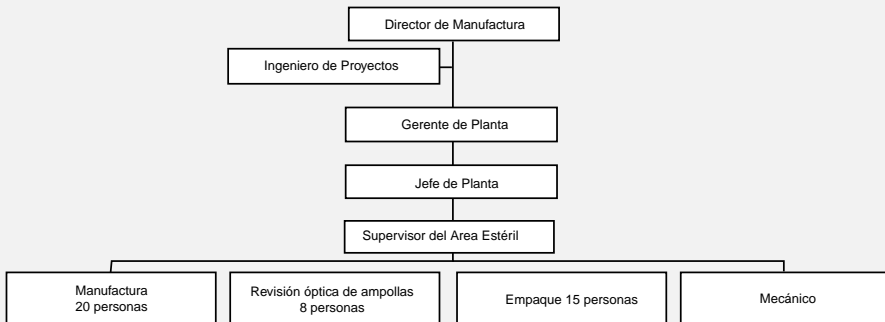 Director de Manufactura
Ingeniero de Proyectos
Gerente de Planta
Jefe de Planta
Supervisor del Area Estéril
Manufactura
20 personas
Revisión óptica de ampollas
8 personas
Empaque 15 personas
Mecánico